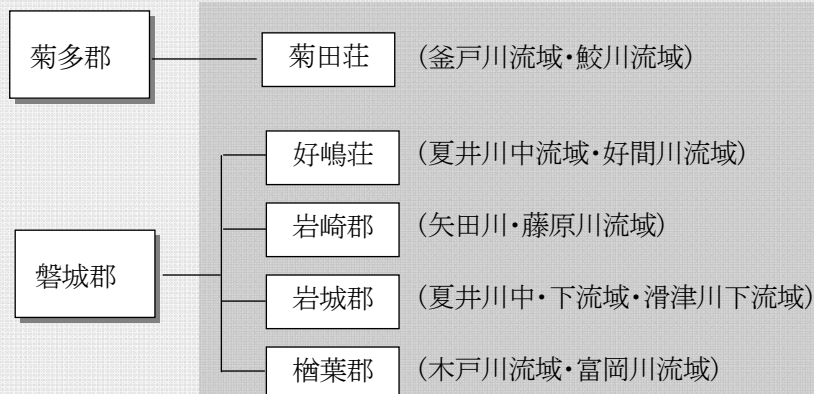 菊多郡
菊田荘 (釜戸川流域・鮫川流域)
好嶋荘 (夏井川中流域・好間川流域)
岩崎郡 (矢田川・藤原川流域)
磐城郡
岩城郡 (夏井川中・下流域・滑津川下流域)
楢葉郡 (木戸川流域・富岡川流域)